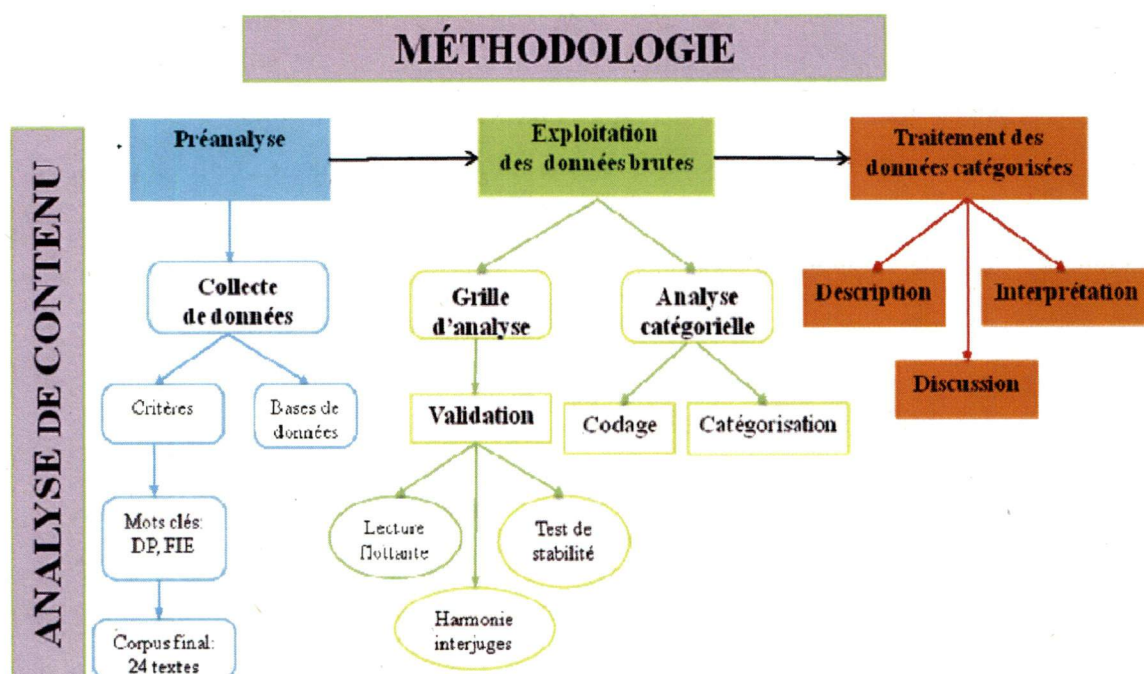 MÉTHODOLOGIE
ANALYSE DE CONTENU
Préanalyse
Exploitation
des données brutes
Traitement des
données catégorisées
Collecte
de données
Grille
d'analyse
Analyse
catégorielle
Description
Interprétation
Discussion
Critères
Bases de
données
Validation
Codage
Catégorisation
Mots clés:
DP, FIE
Lecture
flottante
Test de
stabilité
Harmonie
interjuges
Corpus final:
24 textes